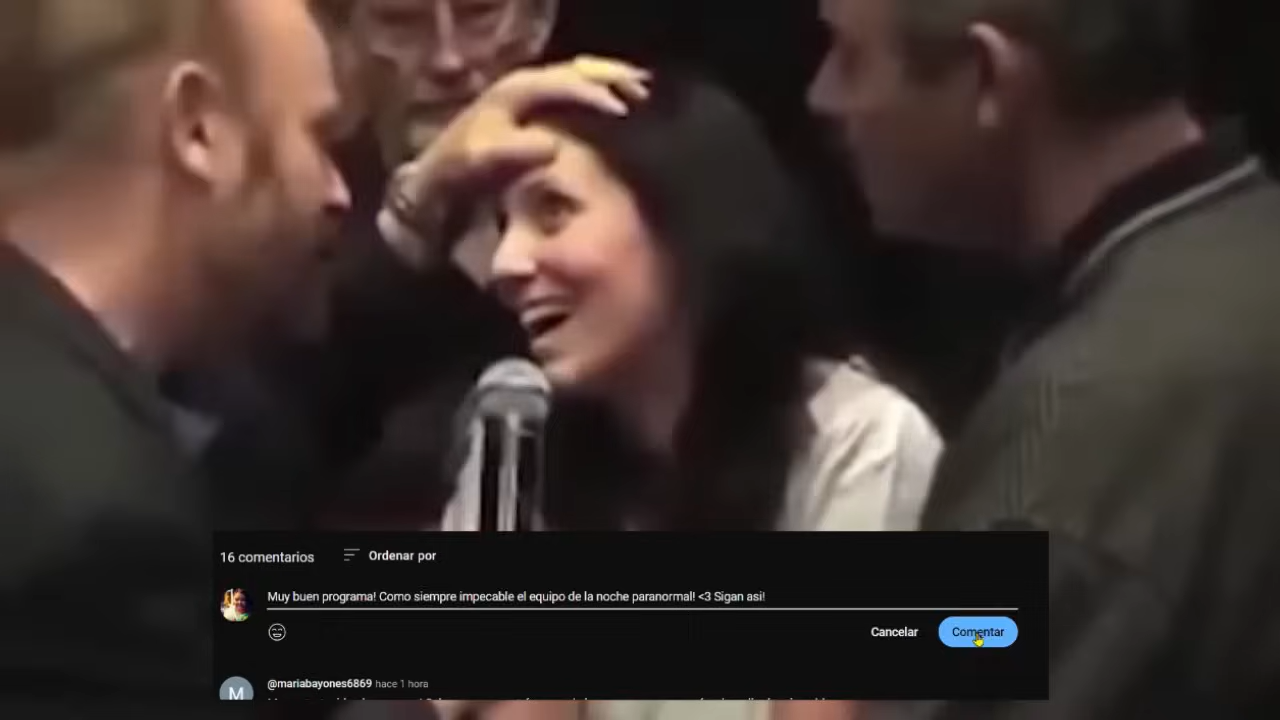 16 comentarios
Ordenar por
Muy buen programa! Como siempre impecable el equipo de la noche paranormal! <3 Sigan asi!
Cancelar
Comentar
M
@mariabayones6869 hace 1 hora